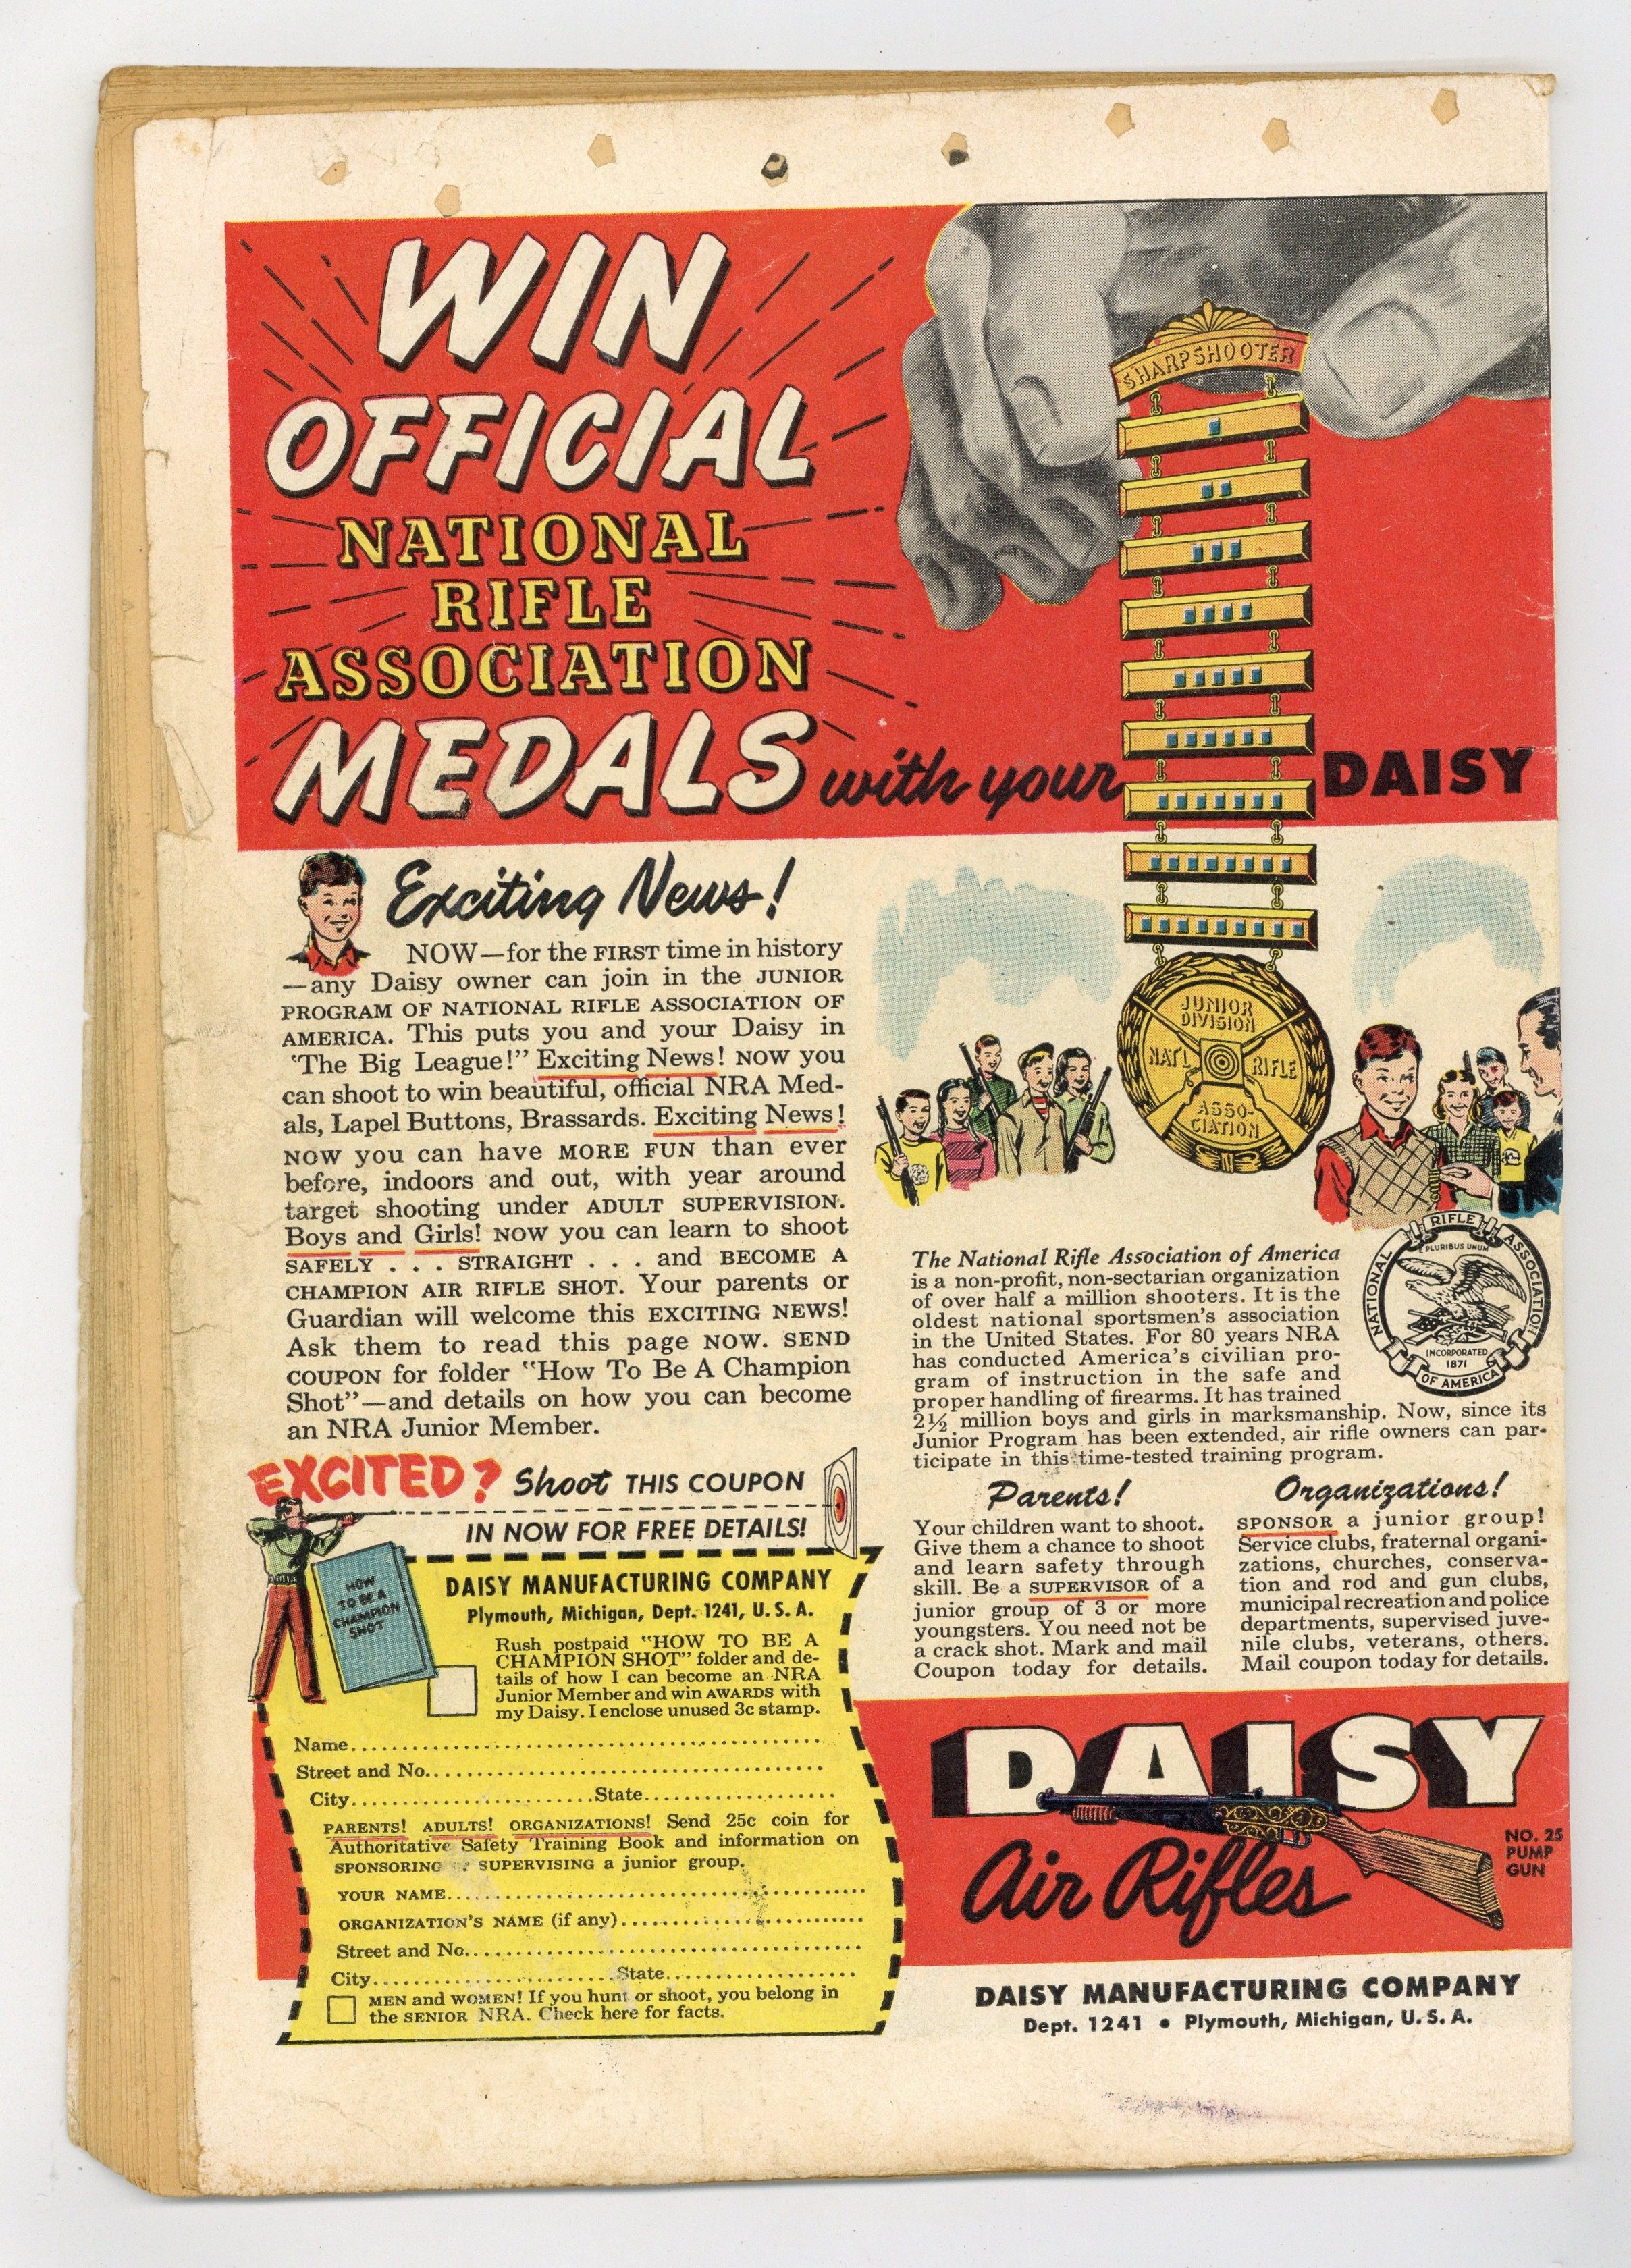 WIN
OFFICIAL
NATIONAL
RIFLE
ASSOCIATION
MEDALS with your DAISY
SHARPSHOOTER
JUNIOR
DIVISION
NAT'L RIFLE
ASSO-
CIATION
Exciting News!
NOW—for the FIRST time in history
—any Daisy owner can join in the JUNIOR
PROGRAM OF NATIONAL RIFLE ASSOCIATION OF
AMERICA. This puts you and your Daisy in
"The Big League!" Exciting News! NOW you
can shoot to win beautiful, official NRA Med-
als, Lapel Buttons, Brassards. Exciting News!
NOW you can have MORE FUN than ever
before, indoors and out, with year around
target shooting under ADULT SUPERVISION.
Boys and Girls! NOW you can learn to shoot
SAFELY . . . STRAIGHT . . . and BECOME A
CHAMPION AIR RIFLE SHOT. Your parents or
Guardian will welcome this EXCITING NEWS!
Ask them to read this page NOW. SEND
COUPON for folder "How To Be A Champion
Shot"—and details on how you can become
an NRA Junior Member.
The National Rifle Association of America
is a non-profit, non-sectarian organization
of over half a million shooters. It is the
oldest national sportsmen's association
in the United States. For 80 years NRA
has conducted America's civilian pro-
gram of instruction in the safe and
proper handling of firearms. It has trained
2½ million boys and girls in marksmanship. Now, since its
Junior Program has been extended, air rifle owners can par-
ticipate in this time-tested training program.
NATIONAL RIFLE ASSOCIATION
E PLURIBUS UNUM
INCORPORATED
1871
OF AMERICA
Parents!
Your children want to shoot.
Give them a chance to shoot
and learn safety through
skill. Be a SUPERVISOR of a
junior group of 3 or more
youngsters. You need not be
a crack shot. Mark and mail
Coupon today for details.
Organizations!
SPONSOR a junior group!
Service clubs, fraternal organi-
zations, churches, conserva-
tion and rod and gun clubs,
municipal recreation and police
departments, supervised juve-
nile clubs, veterans, others.
Mail coupon today for details.
EXCITED? Shoot THIS COUPON
IN NOW FOR FREE DETAILS!
HOW
TO BE A
CHAMPION
SHOT
DAISY MANUFACTURING COMPANY
Plymouth, Michigan, Dept. 1241, U. S. A.
Rush postpaid "HOW TO BE A
CHAMPION SHOT" folder and de-
tails of how I can become an NRA
Junior Member and win AWARDS with
my Daisy. I enclose unused 3c stamp.
Name
Street and No.
City State
PARENTS! ADULTS! ORGANIZATIONS! Send 25c coin for
Authoritative Safety Training Book and information on
SPONSORING SUPERVISING a junior group.
YOUR NAME
ORGANIZATION'S NAME (if any)
Street and No.
City State
MEN and WOMEN! If you hunt or shoot, you belong in
the SENIOR NRA. Check here for facts.
DAISY
Air Rifles
NO. 25
PUMP
GUN
DAISY MANUFACTURING COMPANY
Dept. 1241 • Plymouth, Michigan, U. S. A.